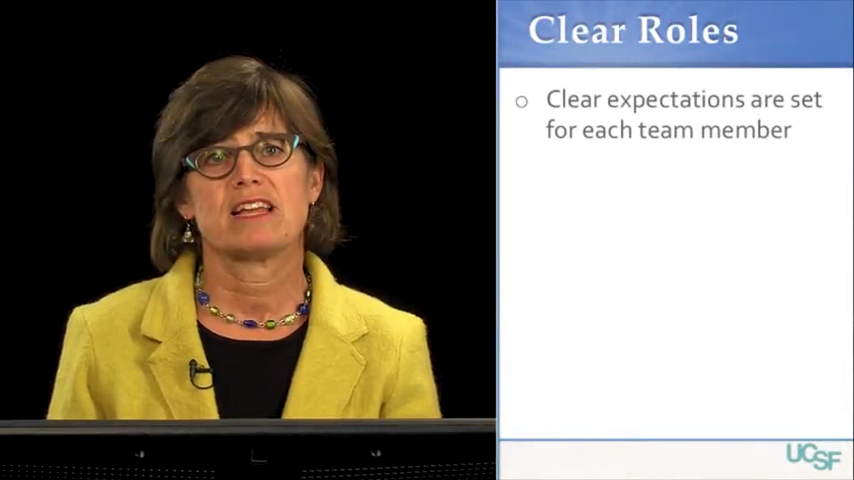 Clear Roles
○ Clear expectations are set
for each team member
UCSF